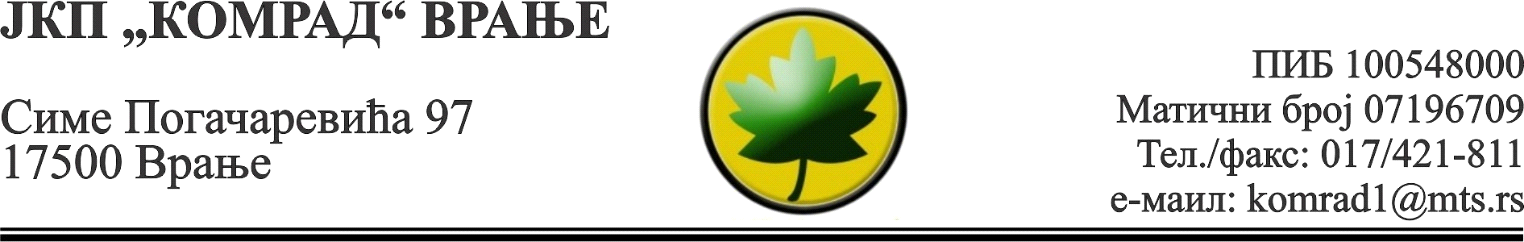 ЈКП „КОМРАД“ ВРАЊЕ
Симе Погачаревића 97
17500 Врање
ПИБ 100548000
Матични број 07196709
Тел./факс: 017/421-811
е-маил: komrad1@mts.rs